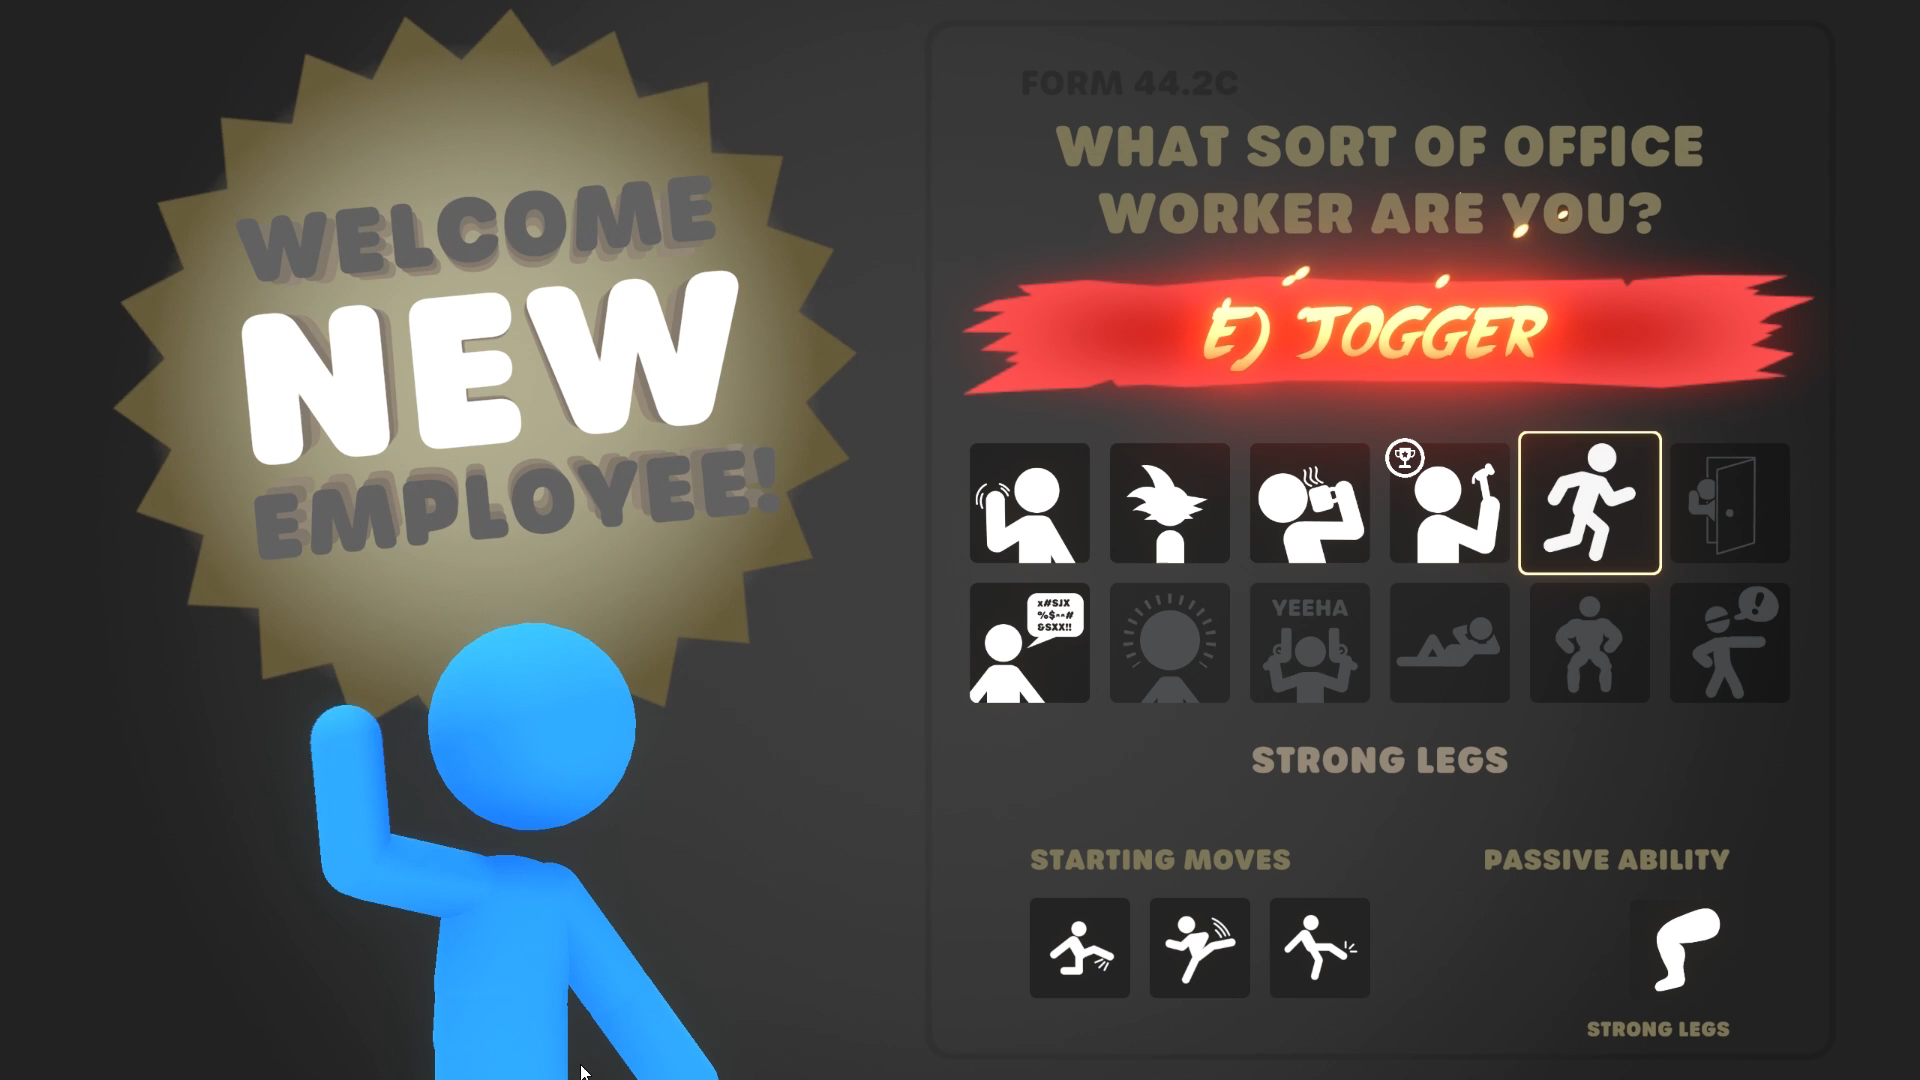 WELCOME
NEW
EMPLOYEE!
FORM 44.2C
WHAT SORT OF OFFICE
WORKER ARE YOU?
E) JOGGER
X#SJX
%$--#
&SXX!!
YEEHA
!
STRONG LEGS
STARTING MOVES
PASSIVE ABILITY
STRONG LEGS